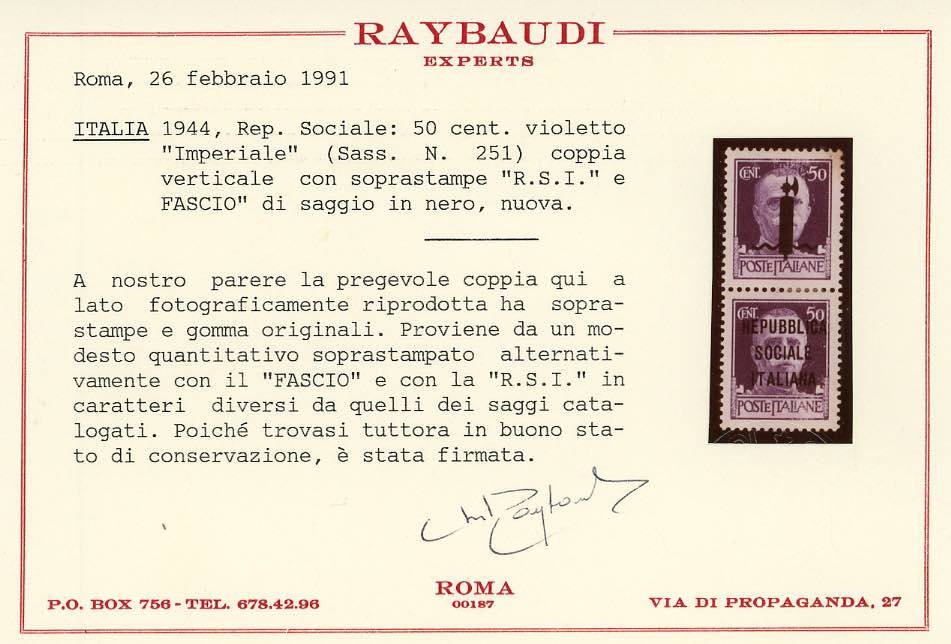 RAYBAUDI
EXPERTS
Roma, 26 febbraio 1991
ITALIA 1944, Rep. Sociale: 50 cent. violetto
"Imperiale" (Sass. N. 251) coppia
verticale con soprastampe "R.S.I." e
FASCIO" di saggio in nero, nuova.
A nostro parere la pregevole coppia qui a
lato fotograficamente riprodotta ha sopra-
stampe e gomma originali. Proviene da un mo-
desto quantitativo soprastampato alternati-
vamente con il "FASCIO" e con la "R.S.I." in
caratteri diversi da quelli dei saggi cata-
logati. Poiché trovasi tuttora in buono sta-
to di conservazione, è stata firmata.
CENT. 50
POSTE ITALIANE
CENT. 50
REPUBBLICA
SOCIALE
ITALIANA
POSTE ITALIANE
ROMA
00187
P.O. BOX 756 - TEL. 678.42.96
VIA DI PROPAGANDA, 27